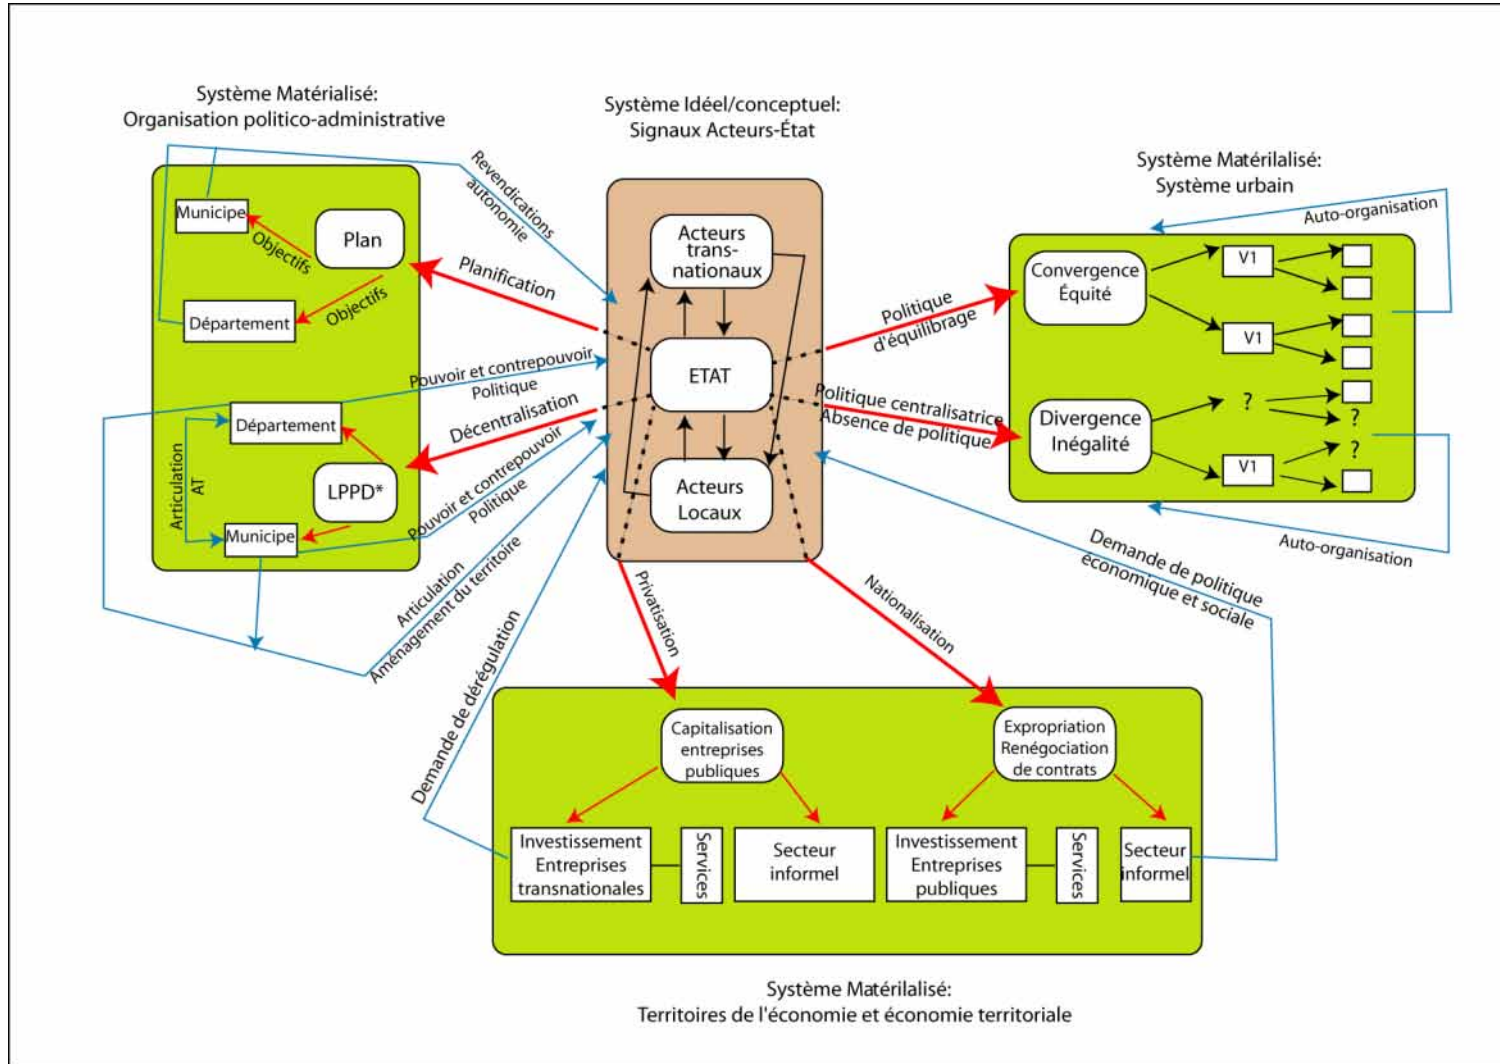 Système Matérialisé:
Organisation politico-administrative
Municipe
Objectifs
Plan
Objectifs
Département
Département
Articulation
AT
LPPD*
Municipe
Revendications
autonomie
Planification
Pouvoir et contrepouvoir
Politique
Décentralisation
Pouvoir et contrepouvoir
Politique
Articulation
Aménagement du territoire
Demande de dérégulation
Système Idéel/conceptuel:
Signaux Acteurs-État
Acteurs
trans-
nationaux
ETAT
Acteurs
Locaux
Politique
d'équilibrage
Politique centralisatrice
Absence de politique
Système Matérilalisé:
Système urbain
Auto-organisation
Convergence
Équité
V1
V1
Divergence
Inégalité
?
?
?
V1
Auto-organisation
Demande de politique
économique et sociale
Privatisation
Nationalisation
Capitalisation
entreprises
publiques
Expropriation
Renégociation
de contrats
Investissement
Entreprises
transnationales
Services
Secteur
informel
Investissement
Entreprises
publiques
Services
Secteur
informel
Système Matérilalisé:
Territoires de l'économie et économie territoriale